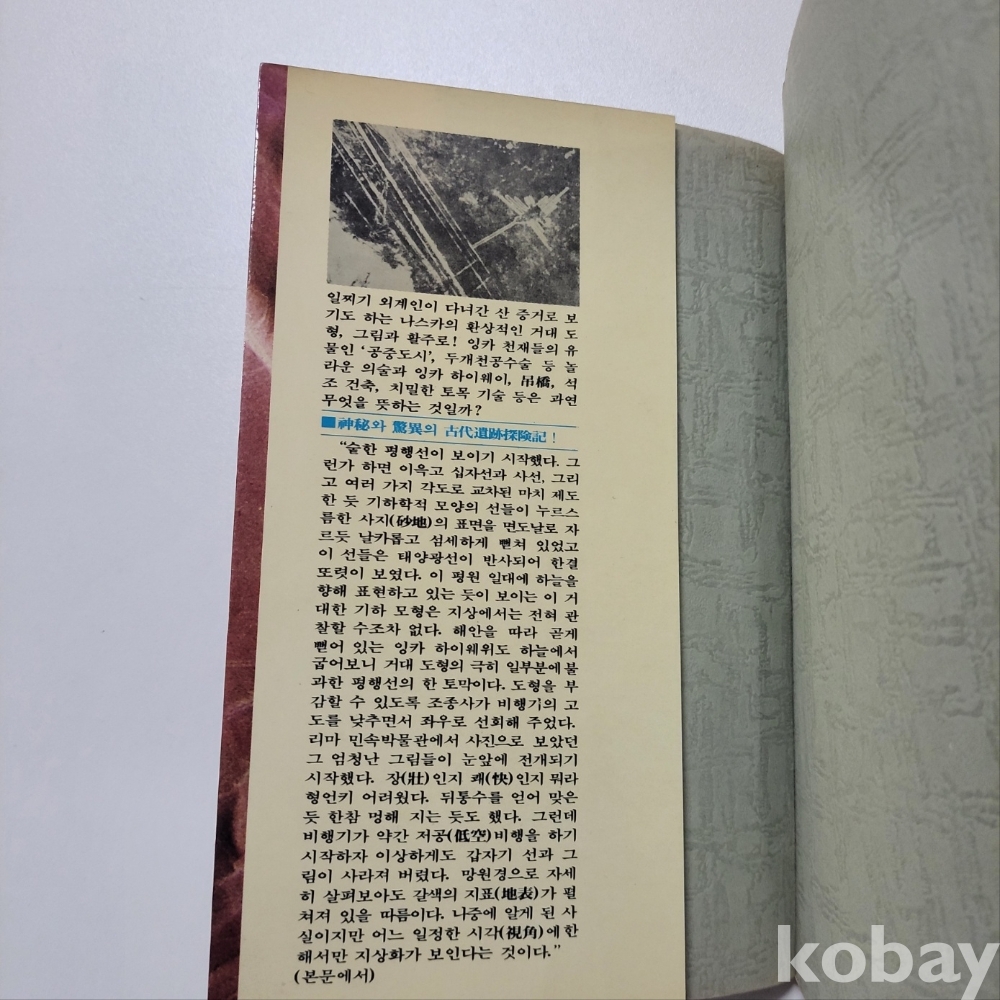 일찌기 외계인이 다녀간 산 증거로 보
기도 하는 나스카의 환상적인 거대 도
형, 그림과 활주로! 잉카 천재들의 유
물인 ‘공중도시’, 두개천공수술 등 놀
라운 의술과 잉카 하이웨이, 吊橋, 석
조 건축, 치밀한 토목 기술 등은 과연
무엇을 뜻하는 것일까?
■神秘와 驚異의 古代遺跡探險記!
“숱한 평행선이 보이기 시작했다. 그
런가 하면 이윽고 십자선과 사선, 그리
고 여러 가지 각도로 교차된 마치 제도
한 듯 기하학적 모양의 선들이 누르스
름한 사지(砂地)의 표면을 면도날로 자
르듯 날카롭고 섬세하게 뻗쳐 있었고
이 선들은 태양광선이 반사되어 한결
또렷이 보였다. 이 평원 일대에 하늘을
향해 표현하고 있는 듯이 보이는 이 거
대한 기하 모형은 지상에서는 전혀 관
찰할 수조차 없다. 해안을 따라 곧게
뻗어 있는 잉카 하이웨위도 하늘에서
굽어보니 거대 도형의 극히 일부분에불
과한 평행선의 한 토막이다. 도형을 부
감할 수 있도록 조종사가 비행기의 고
도를 낮추면서 좌우로 선회해 주었다.
리마 민속박물관에서 사진으로 보았던
그 엄청난 그림들이 눈앞에 전개되기
시작했다. 장(壯)인지 쾌(快)인지 뭐라
형언키 어려웠다. 뒤통수를 얻어 맞은
듯 한참 멍해 지는 듯도 했다. 그런데
비행기가 약간 저공(低空)비행을 하기
시작하자 이상하게도 갑자기 선과 그
림이 사라져 버렸다. 망원경으로 자세
히 살펴보아도 갈색의 지표(地表)가 펼
쳐져 있을 따름이다. 나중에 알게 된 사
실이지만 어느 일정한 시각(視角)에 한
해서만 지상화가 보인다는 것이다.”
(본문에서)
kobay